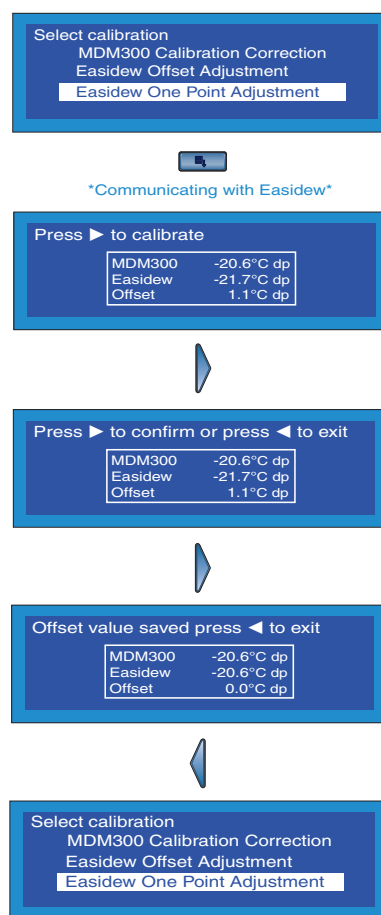 Select calibration
MDM300 Calibration Correction
Easidew Offset Adjustment
Easidew One Point Adjustment
*Communicating with Easidew*
Press ► to calibrate
MDM300 -20.6°C dp
Easidew -21.7°C dp
Offset 1.1°C dp
Press ► to confirm or press ◄ to exit
MDM300 -20.6°C dp
Easidew -21.7°C dp
Offset 1.1°C dp
Offset value saved press ◄ to exit
MDM300 -20.6°C dp
Easidew -20.6°C dp
Offset 0.0°C dp
Select calibration
MDM300 Calibration Correction
Easidew Offset Adjustment
Easidew One Point Adjustment